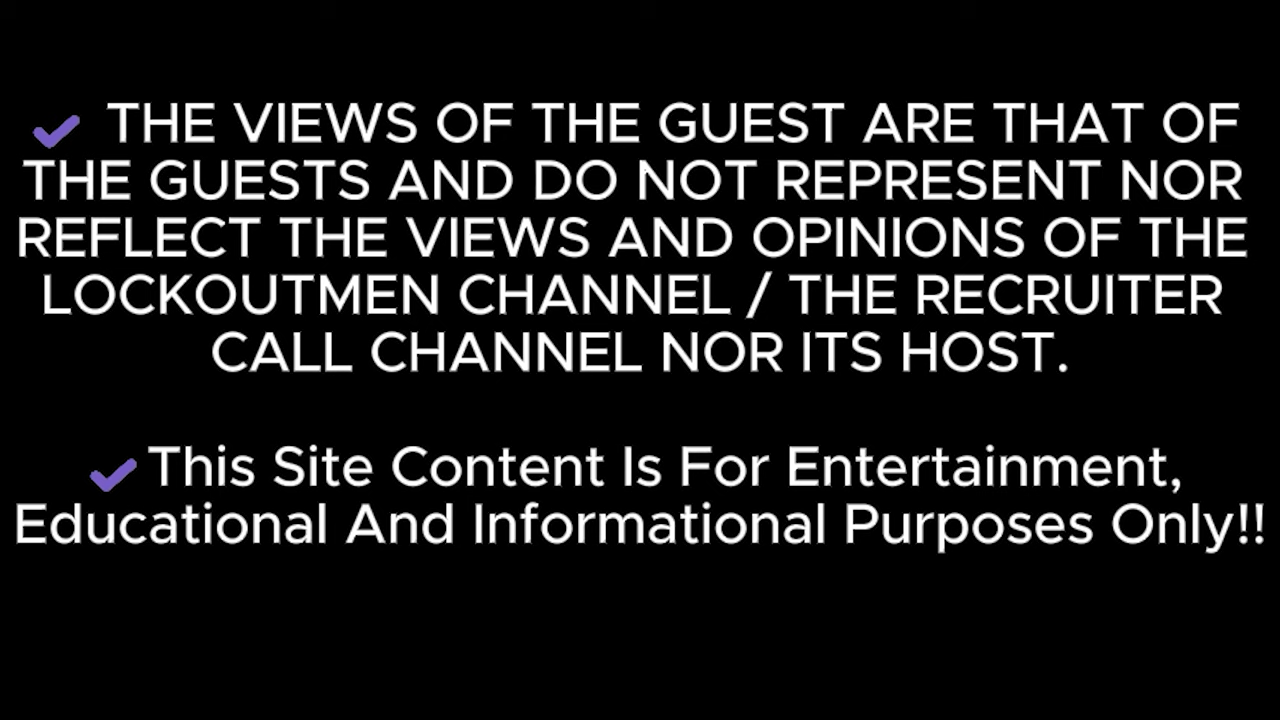 ✔ THE VIEWS OF THE GUEST ARE THAT OF
THE GUESTS AND DO NOT REPRESENT NOR
REFLECT THE VIEWS AND OPINIONS OF THE
LOCKOUTMEN CHANNEL / THE RECRUITER
CALL CHANNEL NOR ITS HOST.
✔ This Site Content Is For Entertainment,
Educational And Informational Purposes Only!!